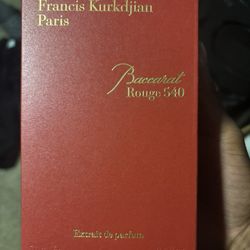 Francis Kurkdjian
Paris
Baccarat
Rouge 540
Extrait de parfum